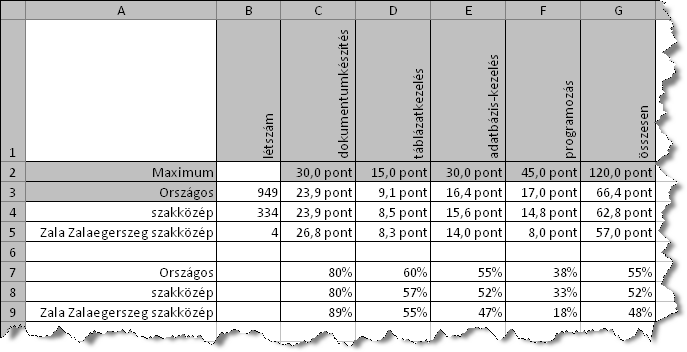 A B C D E F G
1 létszám dokumentumkészítés táblázatkezelés adatbázis-kezelés programozás összesen
2 Maximum 30,0 pont 15,0 pont 30,0 pont 45,0 pont 120,0 pont
3 Országos 949 23,9 pont 9,1 pont 16,4 pont 17,0 pont 66,4 pont
4 szakközép 334 23,9 pont 8,5 pont 15,6 pont 14,8 pont 62,8 pont
5 Zala Zalaegerszeg szakközép 4 26,8 pont 8,3 pont 14,0 pont 8,0 pont 57,0 pont
6
7 Országos 80% 60% 55% 38% 55%
8 szakközép 80% 57% 52% 33% 52%
9 Zala Zalaegerszeg szakközép 89% 55% 47% 18% 48%